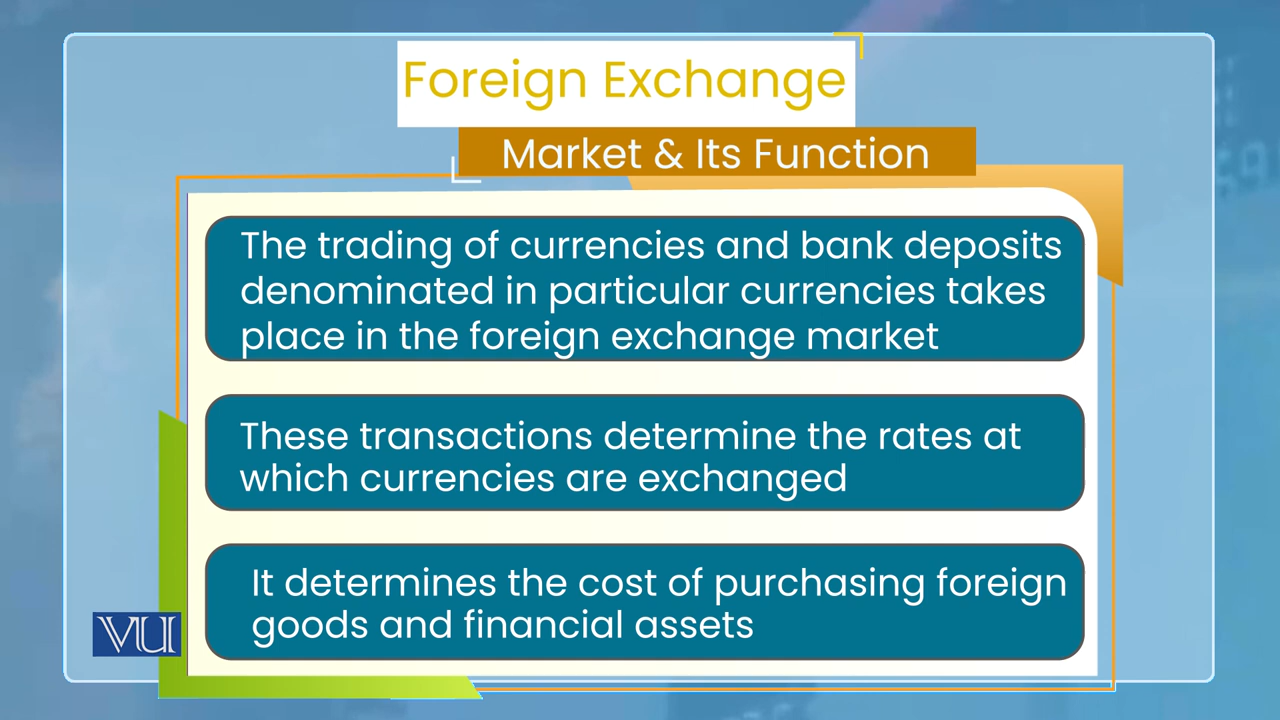 Foreign Exchange
Market & Its Function
The trading of currencies and bank deposits
denominated in particular currencies takes
place in the foreign exchange market
These transactions determine the rates at
which currencies are exchanged
It determines the cost of purchasing foreign
goods and financial assets
VU